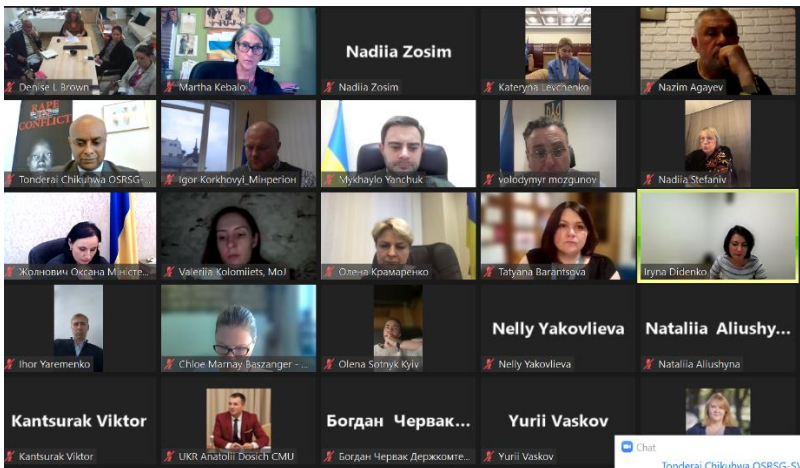 Denise L Brown
Martha Kebalo
Nadiia Zosim
Nadiia Zosim
Kateryna Levchenko
Nazim Agayev
RAPE
CONFLICT
Tonderai Chikuhwa OSRSG-...
Igor Korkhovyi_Мінрегіон
Mykhaylo Yanchuk
volodymyr mozgunov
Nadiia Stefaniv
Жолнович Оксана Міністе...
Valeriia Kolomiiets, MoJ
Олена Крамаренко
Tatyana Barantsova
Iryna Didenko
Ihor Yaremenko
Chloe Marnay Baszanger - ...
Olena Sotnyk Kyiv
Nelly Yakovlieva
Nelly Yakovlieva
Nataliia Aliushy...
Nataliia Aliushyna
Kantsurak Viktor
Kantsurak Viktor
UKR Anatolii Dosich CMU
Богдан Червак...
Богдан Червак Держкомте...
Yurii Vaskov
Yurii Vaskov
Chat
Tonderai Chikuhwa OSRSG-SV